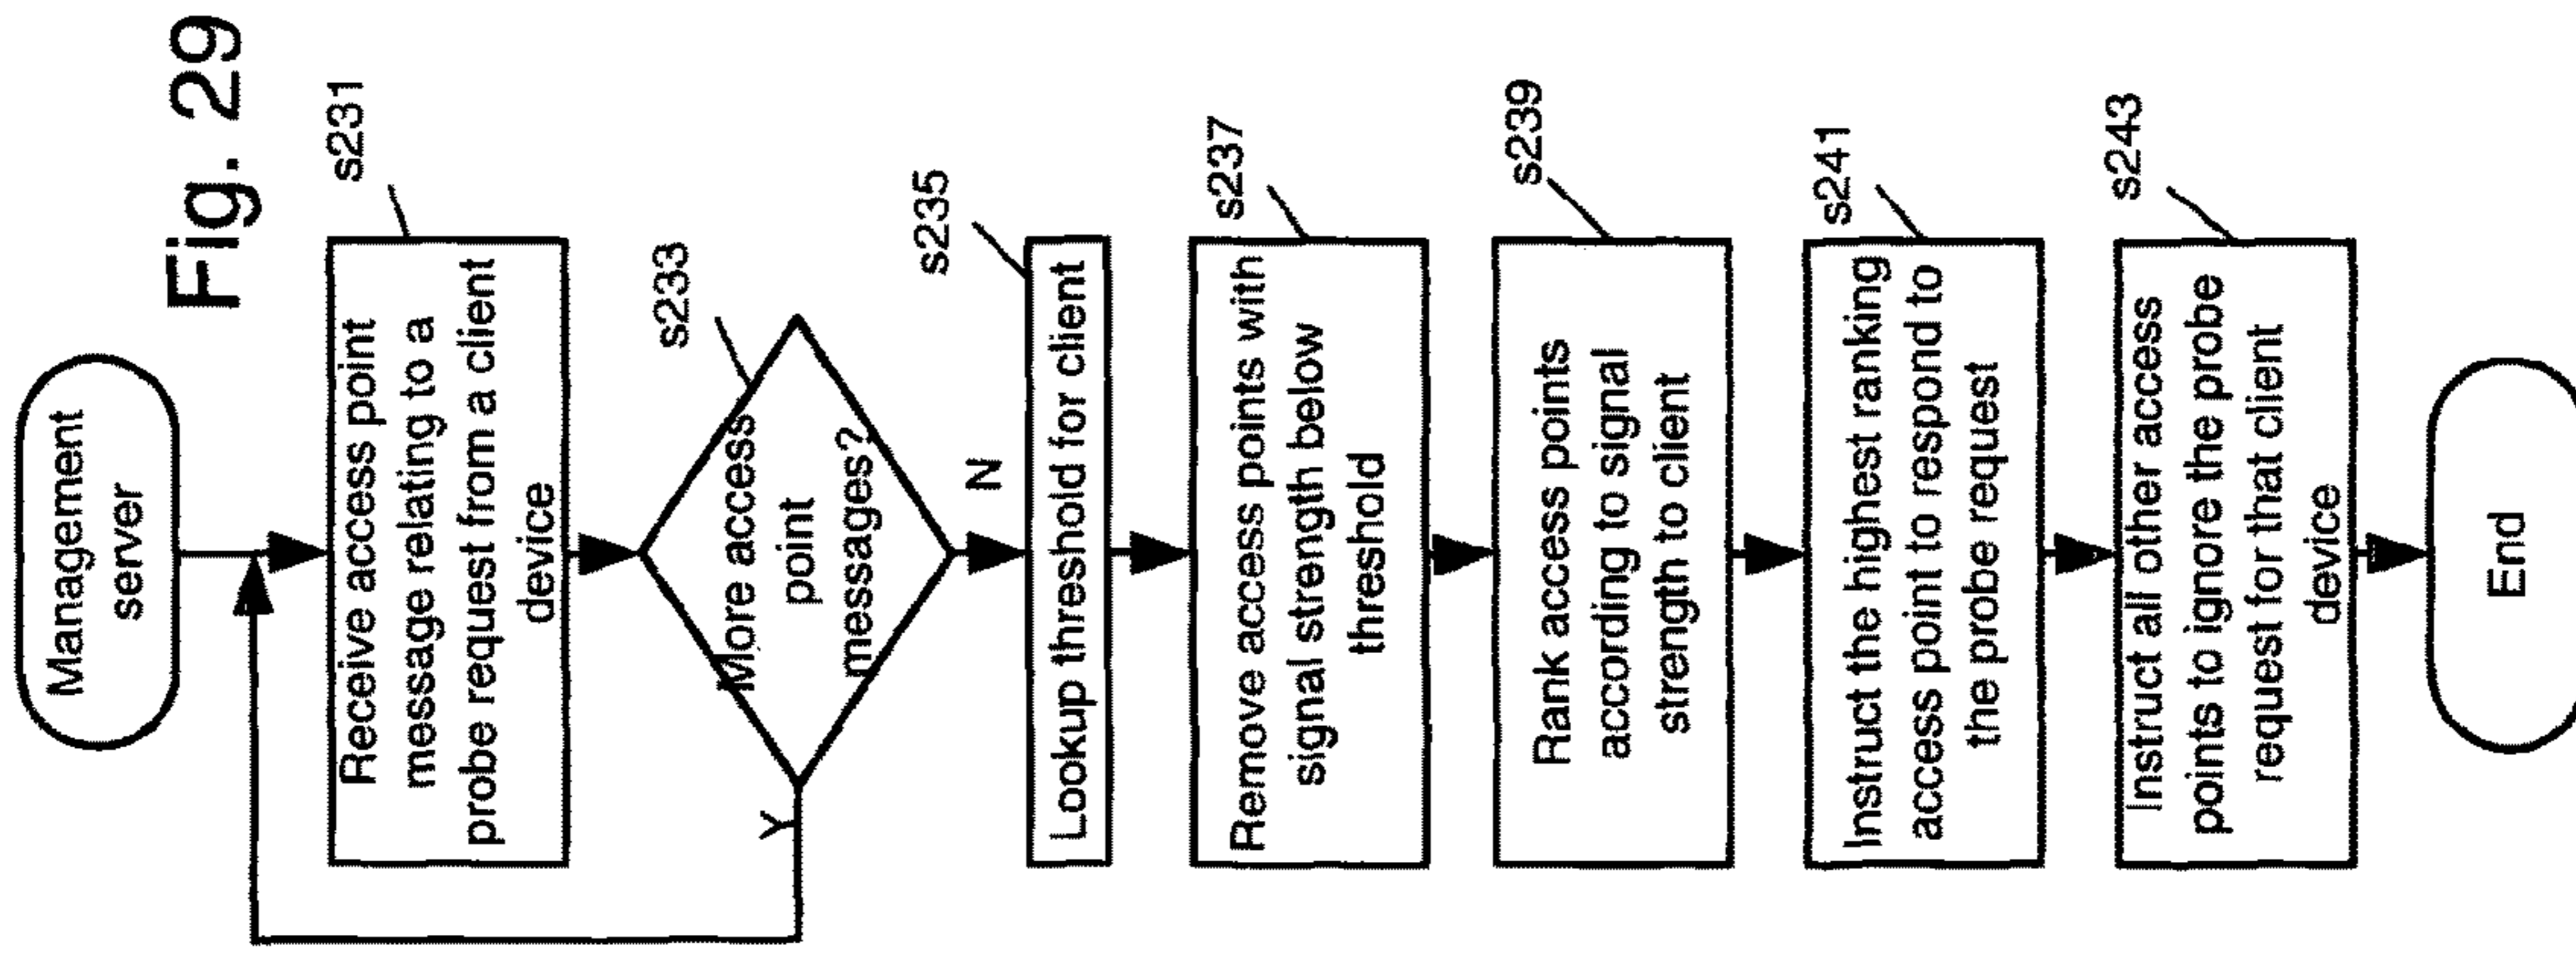 Fig. 29
Management
server
s231
Receive access point
message relating to a
probe request from a client
device
s233
More access
point
messages?
Y
N
s235
Lookup threshold for client
s237
Remove access points with
signal strength below
threshold
s239
Rank access points
according to signal
strength to client
s241
Instruct the highest ranking
access point to respond to
the probe request
s243
Instruct all other access
points to ignore the probe
request for that client
device
End